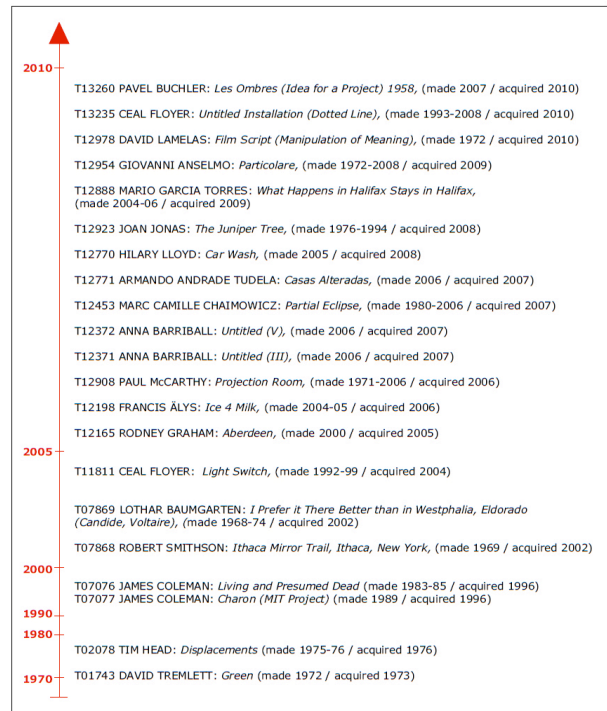 2010
T13260 PAVEL BUCHLER: Les Ombres (Idea for a Project) 1958, (made 2007 / acquired 2010)
T13235 CEAL FLOYER: Untitled Installation (Dotted Line), (made 1993-2008 / acquired 2010)
T12978 DAVID LAMELAS: Film Script (Manipulation of Meaning), (made 1972 / acquired 2010)
T12954 GIOVANNI ANSELMO: Particolare, (made 1972-2008 / acquired 2009)
T12888 MARIO GARCIA TORRES: What Happens in Halifax Stays in Halifax,
(made 2004-06 / acquired 2009)
T12923 JOAN JONAS: The Juniper Tree, (made 1976-1994 / acquired 2008)
T12770 HILARY LLOYD: Car Wash, (made 2005 / acquired 2008)
T12771 ARMANDO ANDRADE TUDELA: Casas Alteradas, (made 2006 / acquired 2007)
T12453 MARC CAMILLE CHAIMOWICZ: Partial Eclipse, (made 1980-2006 / acquired 2007)
T12372 ANNA BARRIBALL: Untitled (V), (made 2006 / acquired 2007)
T12371 ANNA BARRIBALL: Untitled (III), (made 2006 / acquired 2007)
T12908 PAUL McCARTHY: Projection Room, (made 1971-2006 / acquired 2006)
T12198 FRANCIS ÄLYS: Ice 4 Milk, (made 2004-05 / acquired 2006)
T12165 RODNEY GRAHAM: Aberdeen, (made 2000 / acquired 2005)
2005
T11811 CEAL FLOYER: Light Switch, (made 1992-99 / acquired 2004)
T07869 LOTHAR BAUMGARTEN: I Prefer it There Better than in Westphalia, Eldorado
(Candide, Voltaire), (made 1968-74 / acquired 2002)
T07868 ROBERT SMITHSON: Ithaca Mirror Trail, Ithaca, New York, (made 1969 / acquired 2002)
2000
T07076 JAMES COLEMAN: Living and Presumed Dead (made 1983-85 / acquired 1996)
T07077 JAMES COLEMAN: Charon (MIT Project) (made 1989 / acquired 1996)
1990
1980
T02078 TIM HEAD: Displacements (made 1975-76 / acquired 1976)
T01743 DAVID TREMLETT: Green (made 1972 / acquired 1973)
1970